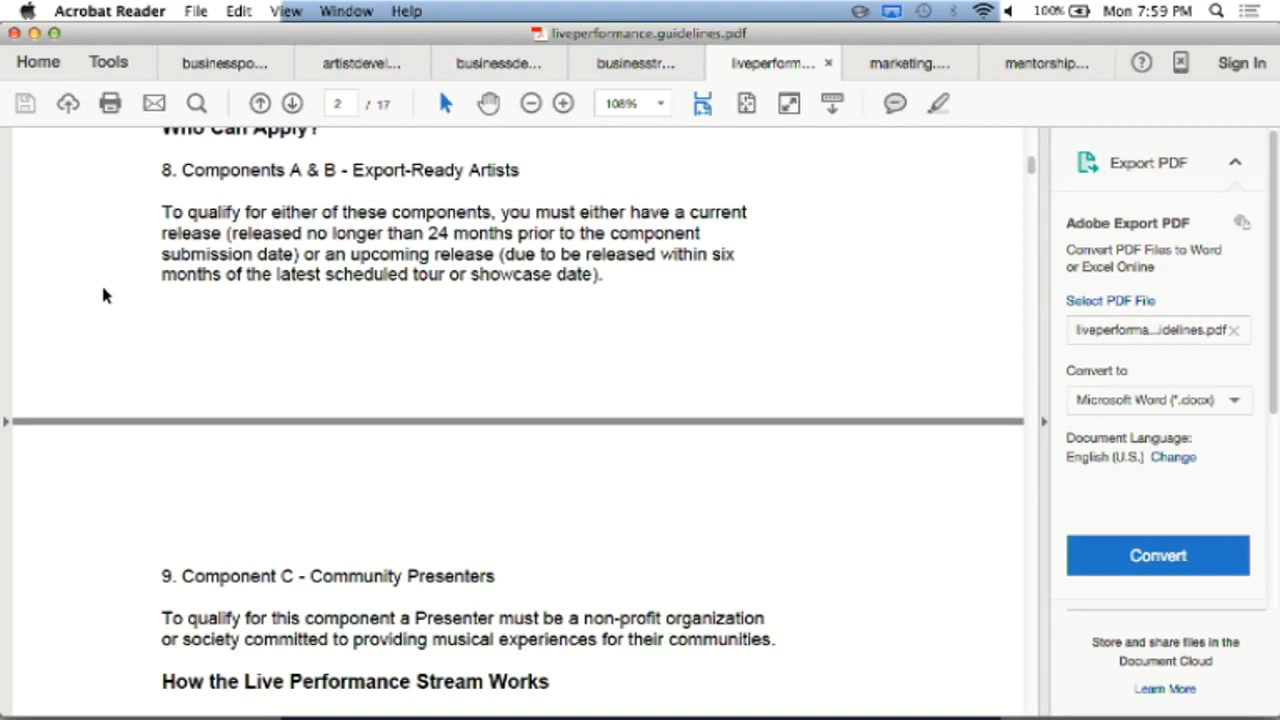 Acrobat Reader File Edit View Window Help 100% Mon 7:59 PM
liveperformance.guidelines.pdf
Home Tools businesspo... artistdevel... businessde... businesstr... liveperform... × marketing.... mentorship... Sign In
2 / 17 108%
Who Can Apply?
8. Components A & B - Export-Ready Artists
To qualify for either of these components, you must either have a current
release (released no longer than 24 months prior to the component
submission date) or an upcoming release (due to be released within six
months of the latest scheduled tour or showcase date).
9. Component C - Community Presenters
To qualify for this component a Presenter must be a non-profit organization
or society committed to providing musical experiences for their communities.
How the Live Performance Stream Works
Export PDF
Adobe Export PDF
Convert PDF Files to Word
or Excel Online
Select PDF File
liveperforma...idelines.pdf ×
Convert to
Microsoft Word (*.docx)
Document Language:
English (U.S.) Change
Convert
Store and share files in the
Document Cloud
Learn More